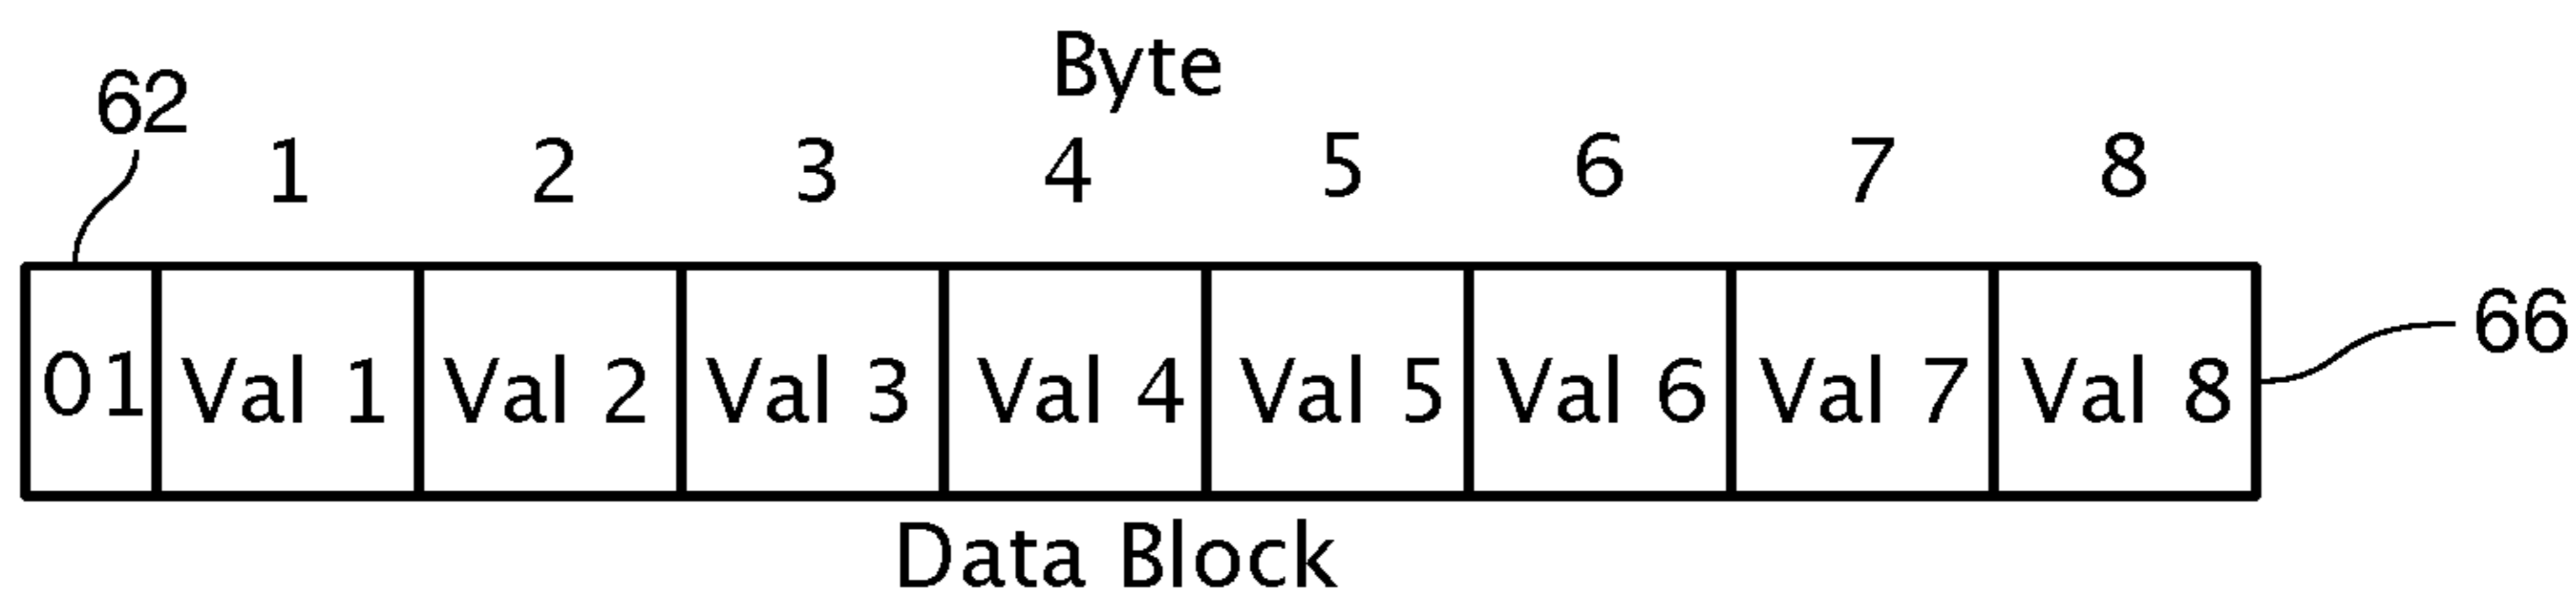 Byte
62
1 2 3 4 5 6 7 8
01 Val 1 Val 2 Val 3 Val 4 Val 5 Val 6 Val 7 Val 8
66
Data Block